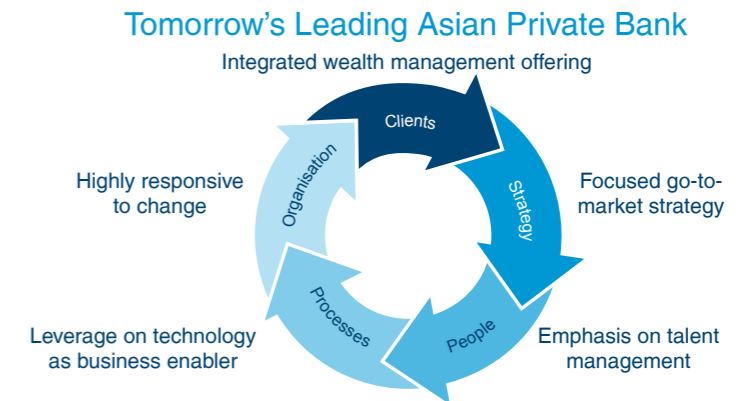 Tomorrow's Leading Asian Private Bank
Integrated wealth management offering
Clients
Strategy
Focused go-to-
market strategy
People
Emphasis on talent
management
Processes
Leverage on technology
as business enabler
Organisation
Highly responsive
to change